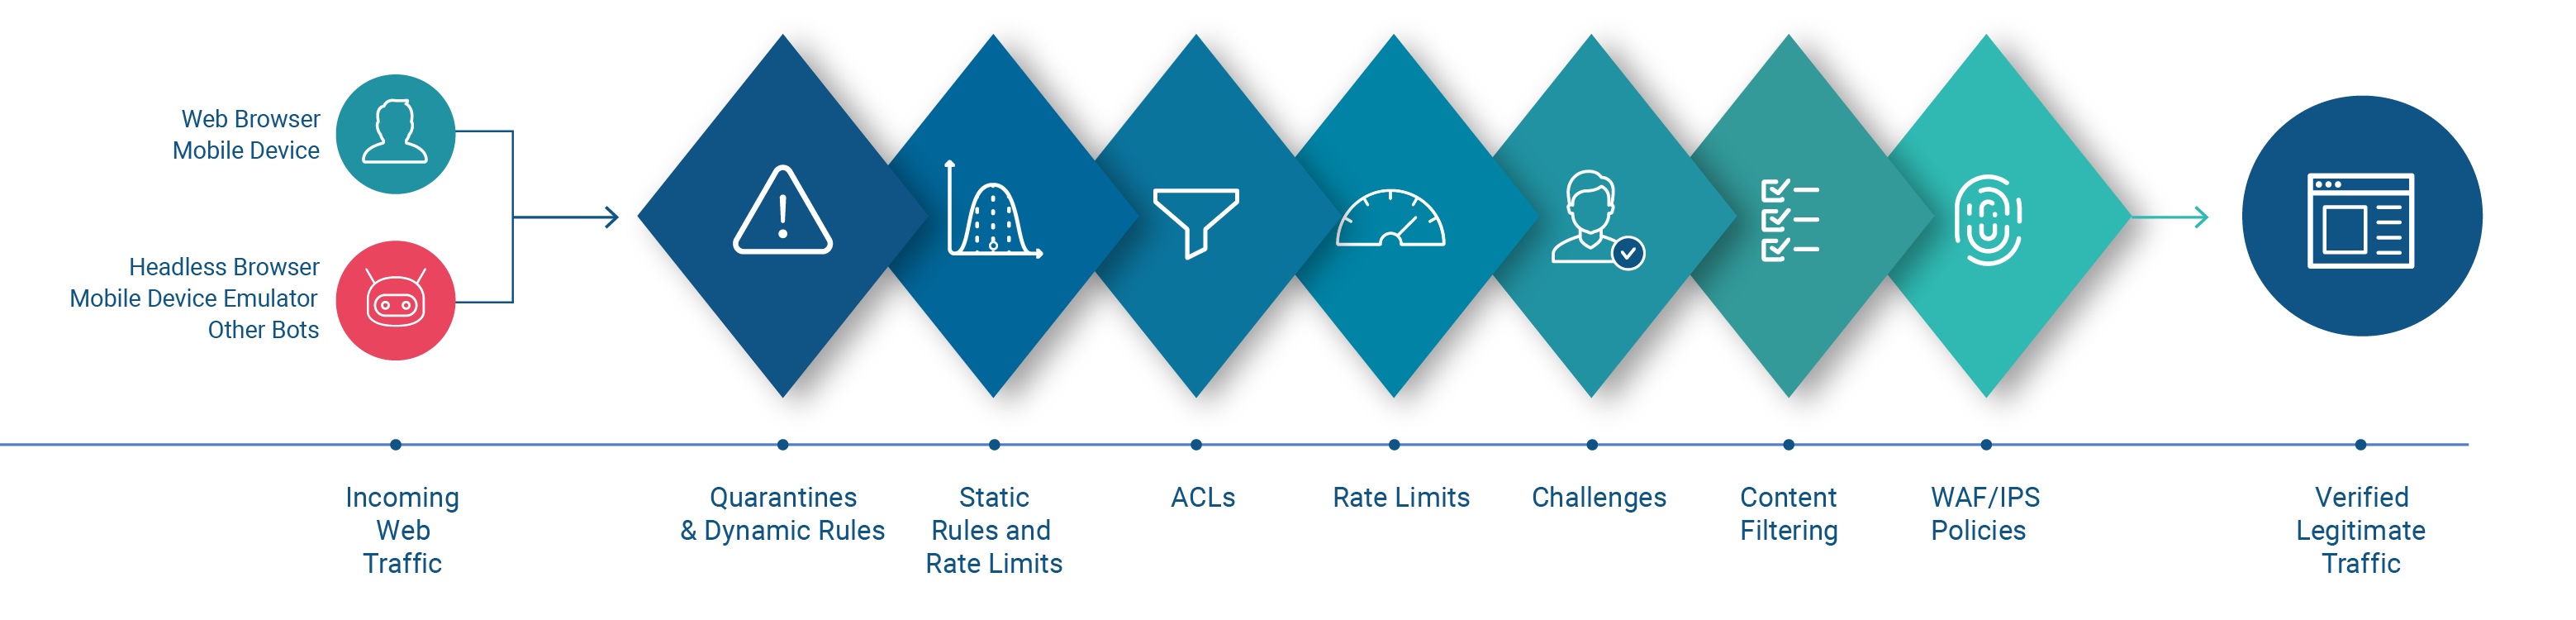 Web Browser
Mobile Device
Headless Browser
Mobile Device Emulator
Other Bots
Incoming
Web
Traffic
Quarantines
& Dynamic Rules
Static
Rules and
Rate Limits
ACLs
Rate Limits
Challenges
Content
Filtering
WAF/IPS
Policies
Verified
Legitimate
Traffic